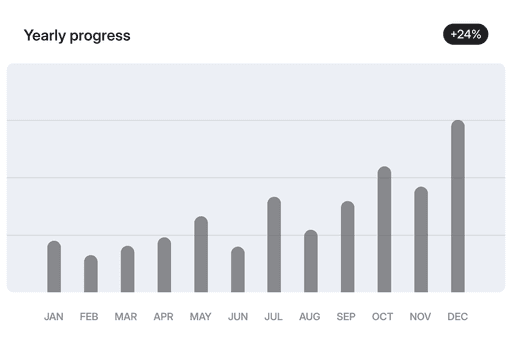 Yearly progress +24%
JAN FEB MAR APR MAY JUN JUL AUG SEP OCT NOV DEC